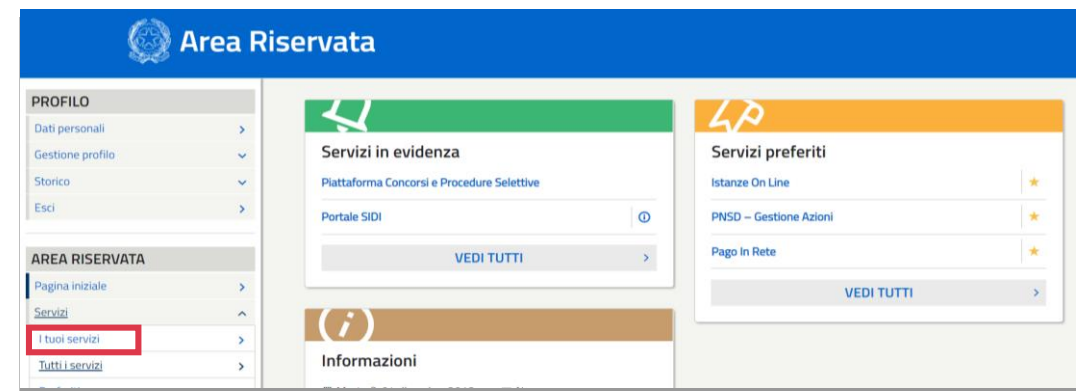 Area Riservata
PROFILO
Dati personali
Gestione profilo
Storico
Esci
AREA RISERVATA
Pagina iniziale
Servizi
I tuoi servizi
Tutti i servizi
Servizi in evidenza
Piattaforma Concorsi e Procedure Selettive
Portale SIDI
VEDI TUTTI
Informazioni
Servizi preferiti
Istanze On Line
PNSD – Gestione Azioni
Pago In Rete
VEDI TUTTI